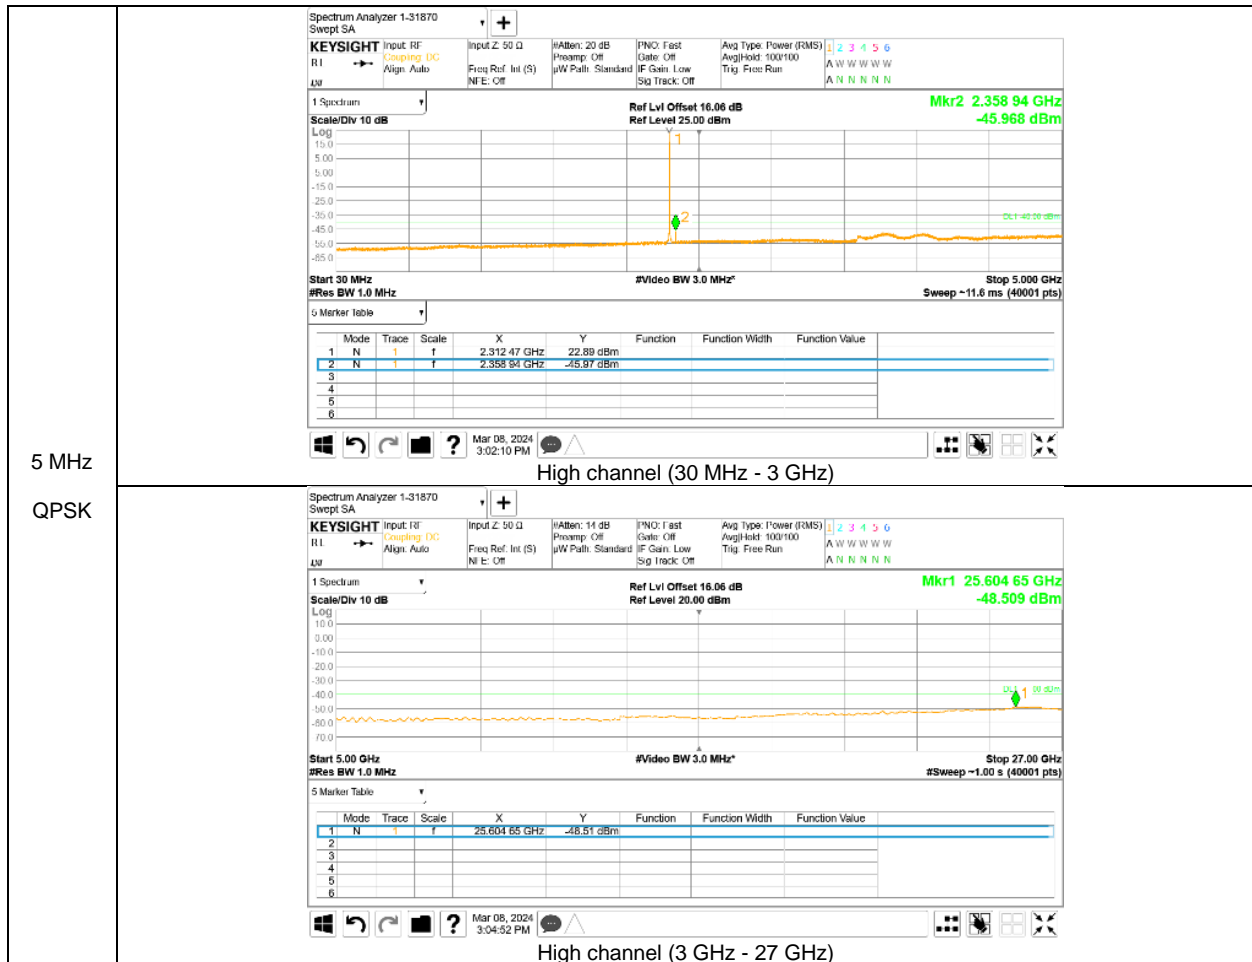 5 MHz
QPSK
Spectrum Analyzer 1-31870
Swept SA
+
KEYSIGHT
RL
Input: RF
Coupling: DC
Align: Auto
Input Z: 50 Ω
Freq Ref: Int (S)
NFE: Off
#Atten: 20 dB
Preamp: Off
µW Path: Standard
PNO: Fast
Gate: Off
IF Gain: Low
Sig Track: Off
Avg Type: Power (RMS)
Avg|Hold: 100/100
Trig: Free Run
1 2 3 4 5 6
A W W W W W
A N N N N N
1 Spectrum
Scale/Div 10 dB
Ref Lvl Offset 16.06 dB
Ref Level 25.00 dBm
Mkr2 2.358 94 GHz
-45.968 dBm
Log
15.0
5.00
-5.00
-15.0
-25.0
-35.0
-45.0
-55.0
-65.0
1
2
DL1 -40.00 dBm
Start 30 MHz
#Res BW 1.0 MHz
#Video BW 3.0 MHz*
Stop 5.000 GHz
Sweep ~11.6 ms (40001 pts)
5 Marker Table
Mode Trace Scale X Y Function Function Width Function Value
1 N 1 f 2.312 47 GHz 22.89 dBm
2 N 1 f 2.358 94 GHz -45.97 dBm
3
4
5
6
?
Mar 08, 2024
3:02:10 PM
High channel (30 MHz - 3 GHz)
Spectrum Analyzer 1-31870
Swept SA
+
KEYSIGHT
RL
Input: RF
Coupling: DC
Align: Auto
Input Z: 50 Ω
Freq Ref: Int (S)
NFE: Off
#Atten: 14 dB
Preamp: Off
µW Path: Standard
PNO: Fast
Gate: Off
IF Gain: Low
Sig Track: Off
Avg Type: Power (RMS)
Avg|Hold: 100/100
Trig: Free Run
1 2 3 4 5 6
A W W W W W
A N N N N N
1 Spectrum
Scale/Div 10 dB
Ref Lvl Offset 16.06 dB
Ref Level 20.00 dBm
Mkr1 25.604 65 GHz
-48.509 dBm
Log
10.0
0.00
-10.0
-20.0
-30.0
-40.0
-50.0
-60.0
-70.0
1
Start 5.00 GHz
#Res BW 1.0 MHz
#Video BW 3.0 MHz*
Stop 27.00 GHz
#Sweep ~1.00 s (40001 pts)
5 Marker Table
Mode Trace Scale X Y Function Function Width Function Value
1 N 1 f 25.604 65 GHz -48.51 dBm
2
3
4
5
6
?
Mar 08, 2024
3:04:52 PM
High channel (3 GHz - 27 GHz)